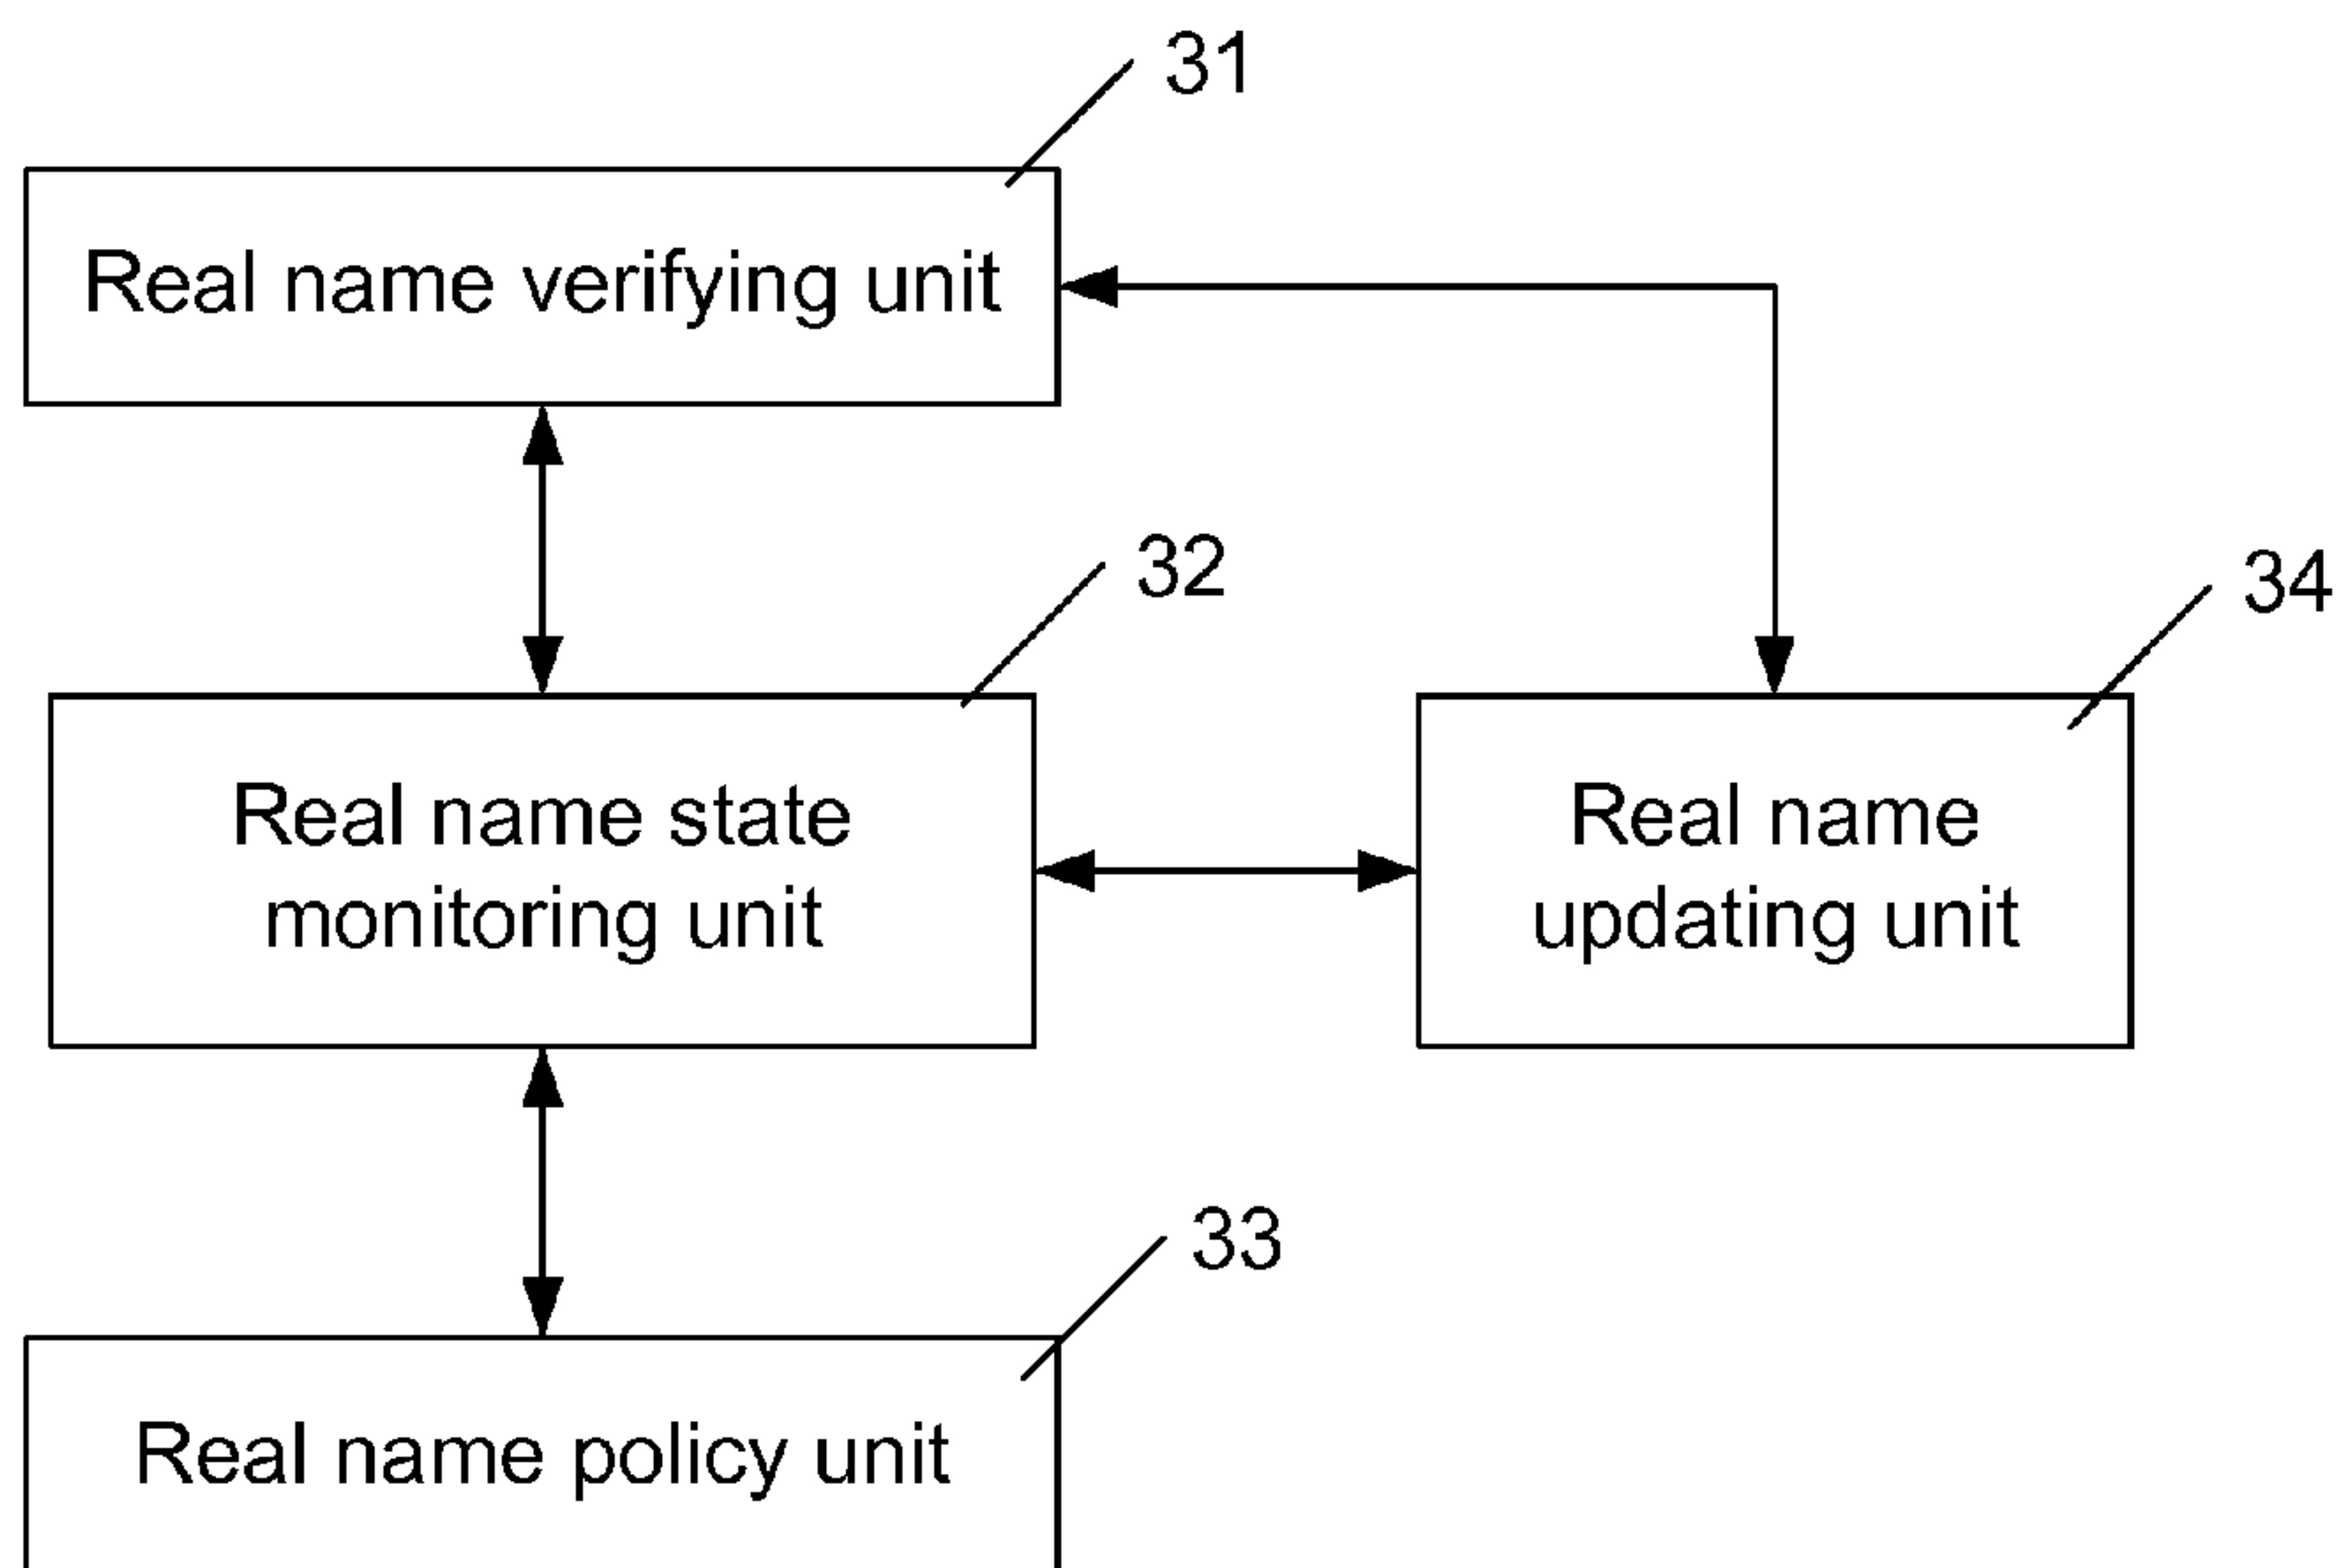 31
Real name verifying unit
32
34
Real name state
monitoring unit
Real name
updating unit
33
Real name policy unit